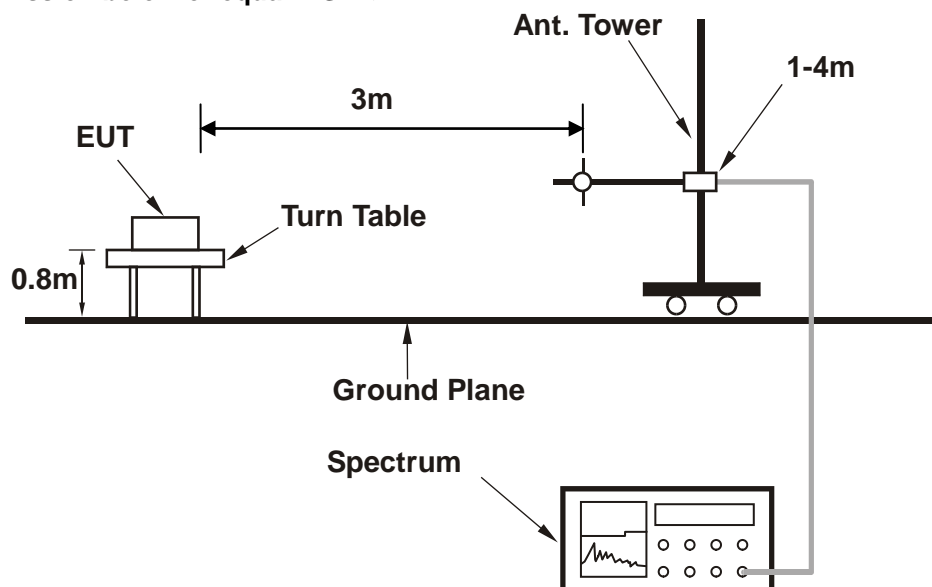 Ant. Tower
1-4m
3m
EUT
Turn Table
0.8m
Ground Plane
Spectrum